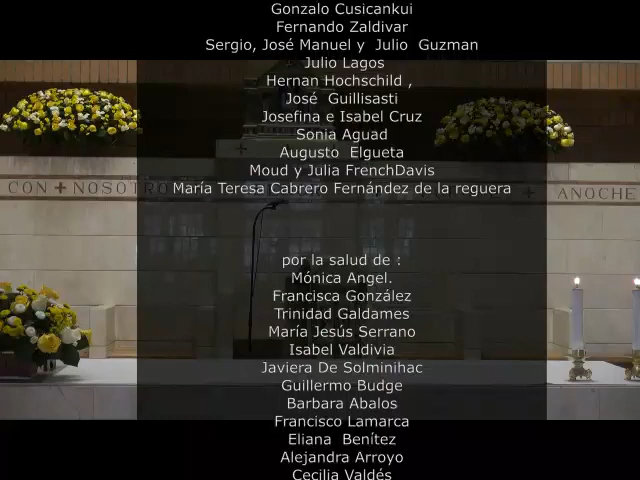 Gonzalo Cusicankui
Fernando Zaldivar
Sergio, José Manuel y Julio Guzman
Julio Lagos
Hernan Hochschild ,
José Guillisasti
Josefina e Isabel Cruz
Sonia Aguad
Augusto Elgueta
Moud y Julia FrenchDavis
María Teresa Cabrero Fernández de la reguera
CON + NOSOTRO
ANOCHE
por la salud de :
Mónica Angel.
Francisca González
Trinidad Galdames
María Jesús Serrano
Isabel Valdivia
Javiera De Solminihac
Guillermo Budge
Barbara Abalos
Francisco Lamarca
Eliana Benítez
Alejandra Arroyo
Cecilia Valdés